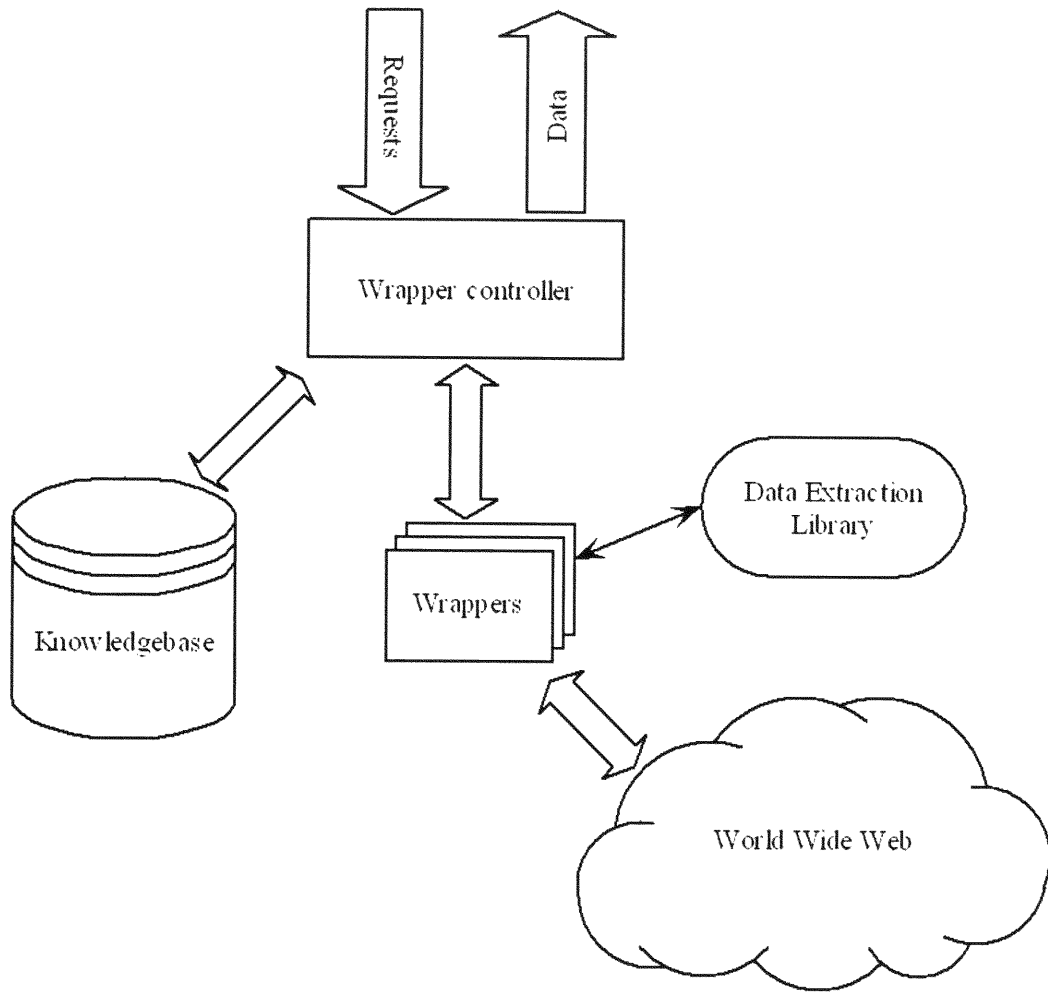 Requests
Data
Wrapper controller
Data Extraction
Library
Wrappers
Knowledgebase
World Wide Web